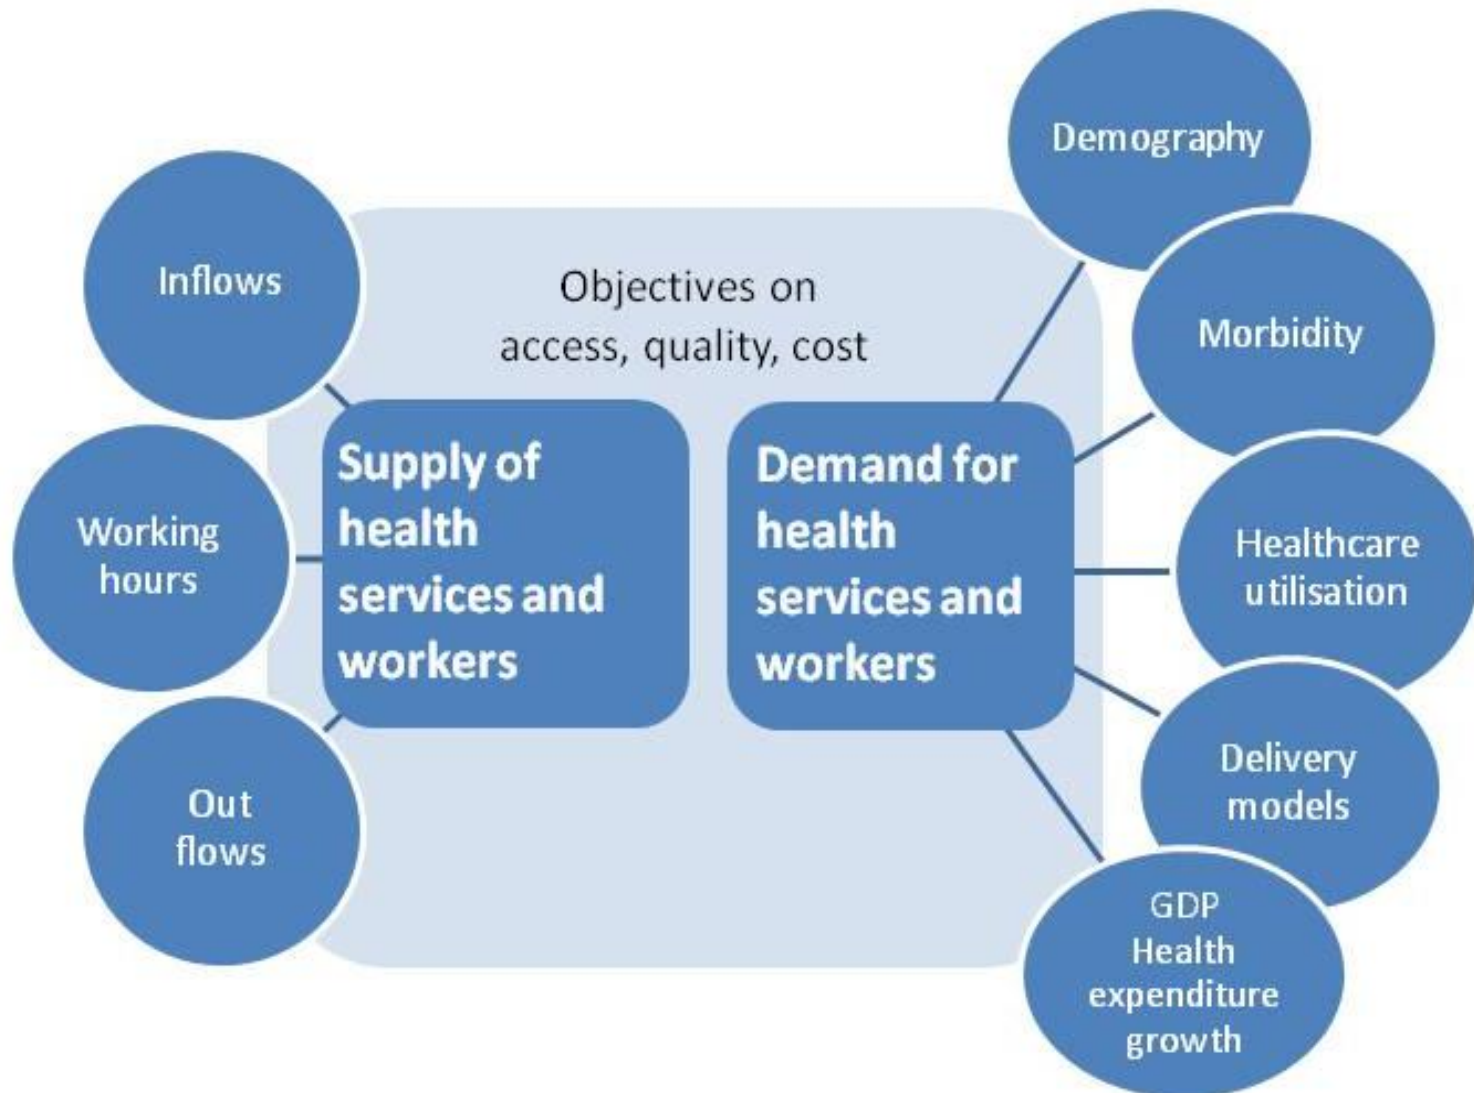 Demography
Inflows
Objectives on
access, quality, cost
Morbidity
Supply of
health
services and
workers
Demand for
health
services and
workers
Working
hours
Healthcare
utilisation
Out
flows
Delivery
models
GDP
Health
expenditure
growth